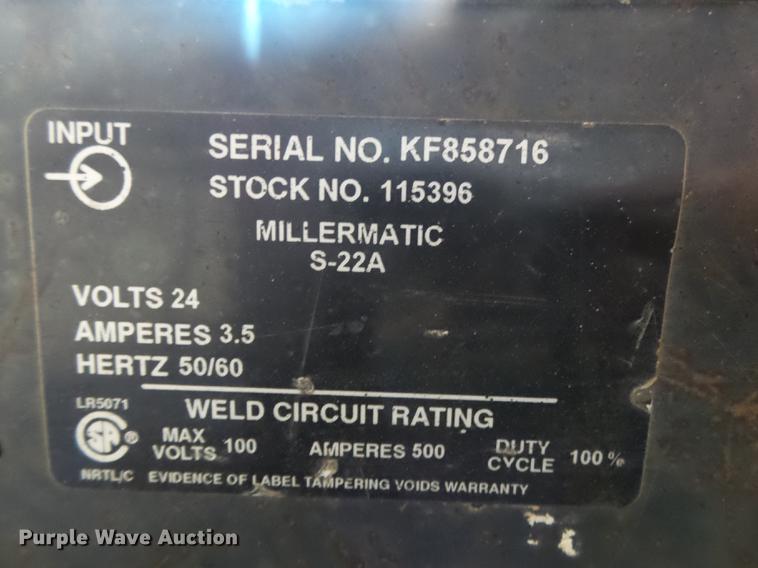 INPUT
SERIAL NO. KF858716
STOCK NO. 115396
MILLERMATIC
S-22A
VOLTS 24
AMPERES 3.5
HERTZ 50/60
LR5071
WELD CIRCUIT RATING
SA ®
MAX VOLTS 100 AMPERES 500 DUTY CYCLE 100 %
NRTL/C EVIDENCE OF LABEL TAMPERING VOIDS WARRANTY
Purple Wave Auction